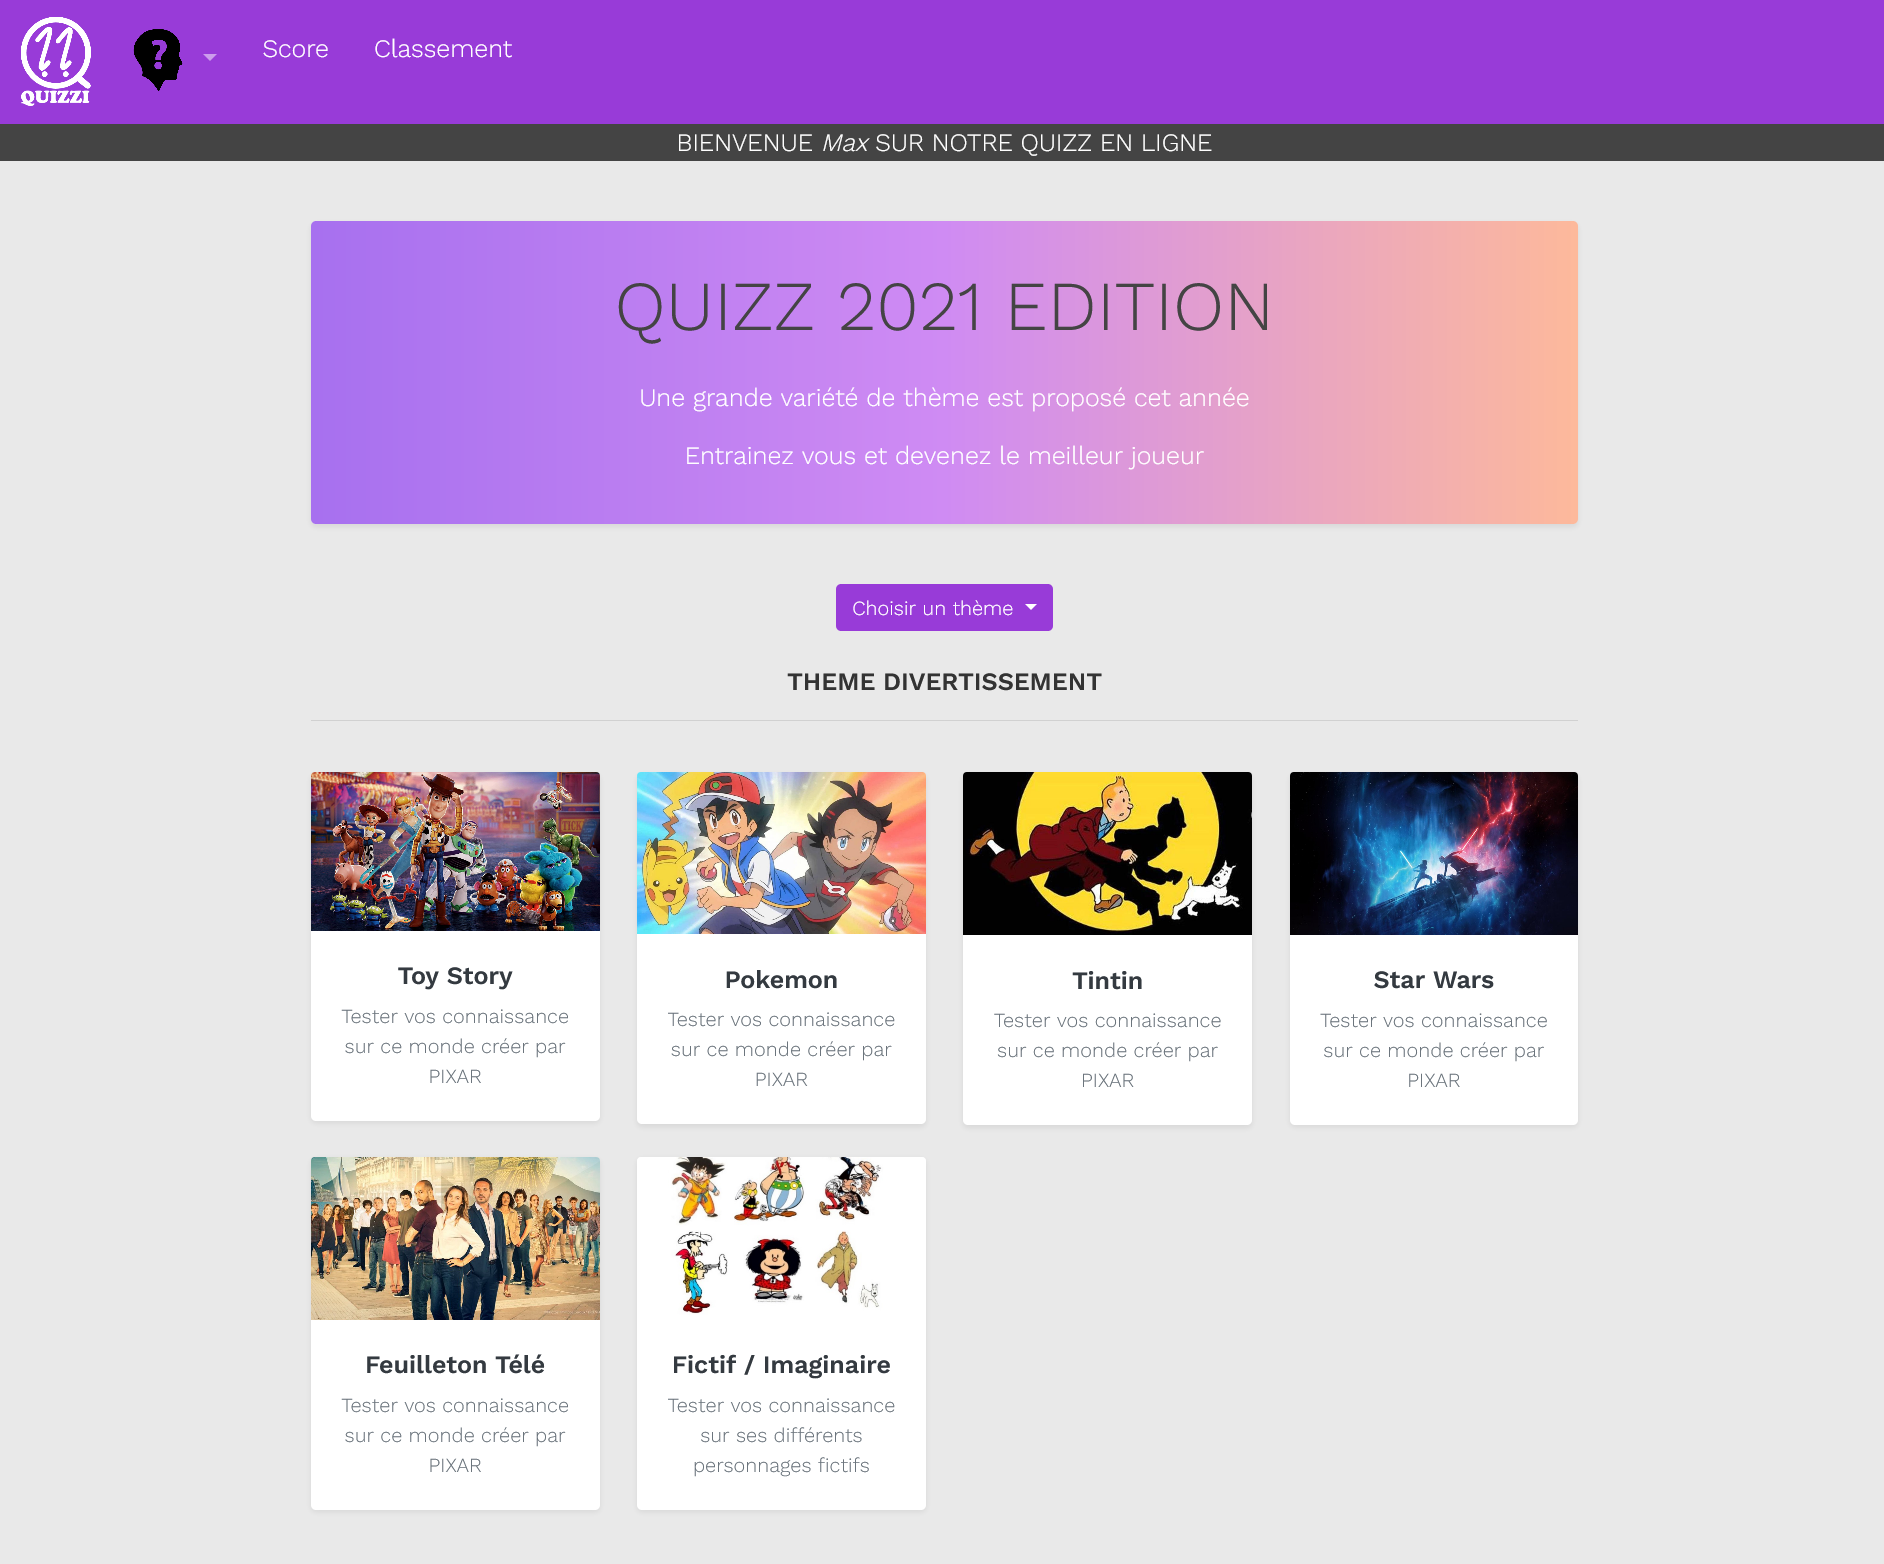 QUIZZI
?
Score
Classement
BIENVENUE Max SUR NOTRE QUIZZ EN LIGNE
QUIZZ 2021 EDITION
Une grande variété de thème est proposé cet année
Entrainez vous et devenez le meilleur joueur
Choisir un thème
THEME DIVERTISSEMENT
Toy Story
Tester vos connaissance
sur ce monde créer par
PIXAR
Pokemon
Tester vos connaissance
sur ce monde créer par
PIXAR
Tintin
Tester vos connaissance
sur ce monde créer par
PIXAR
Star Wars
Tester vos connaissance
sur ce monde créer par
PIXAR
Feuilleton Télé
Tester vos connaissance
sur ce monde créer par
PIXAR
Fictif / Imaginaire
Tester vos connaissance
sur ses différents
personnages fictifs